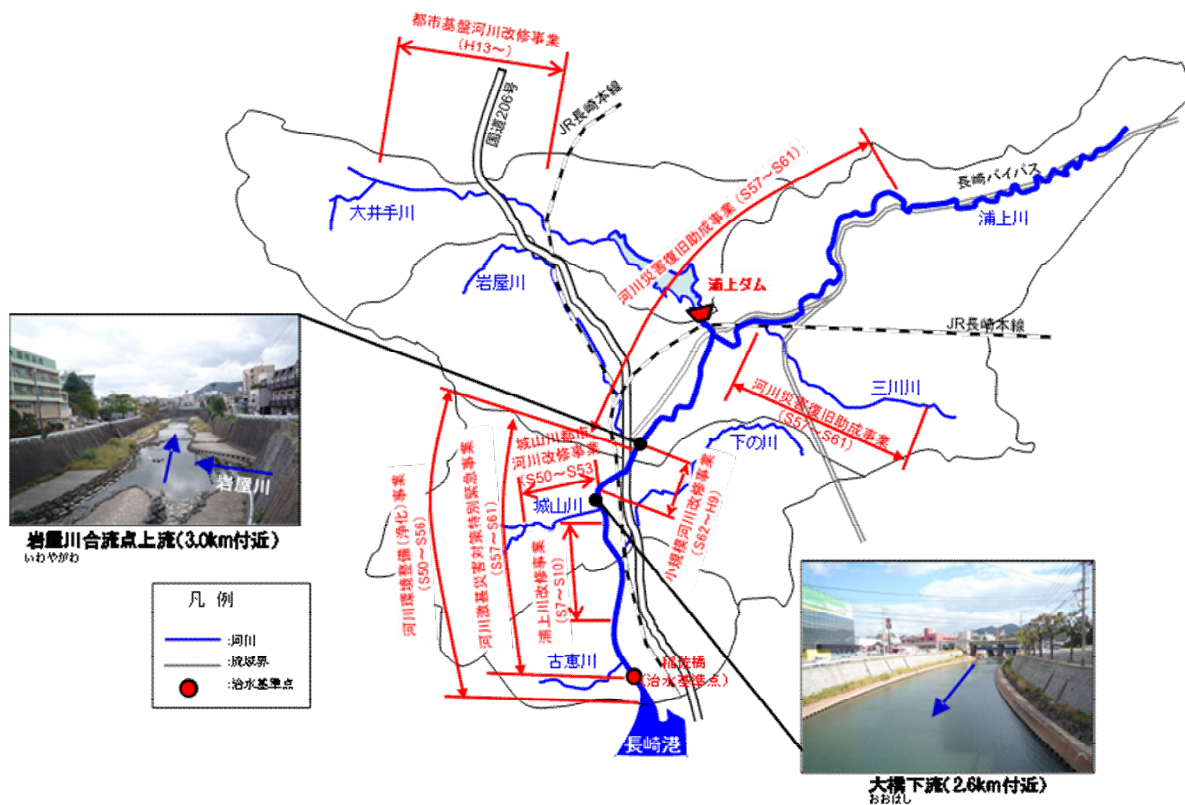 都市基盤河川改修事業
(H13～)
国道206号
JR長崎本線
長崎バイパス
浦上川
大井手川
岩屋川
河川災害復旧助成事業(S57～S61)
浦上ダム
JR長崎本線
三川川
河川災害復旧助成事業
(S57～S61)
下の川
城山川都市
河川改修事業
(S50～S53
城山川
小規模河川改修事業
(S62～H9)
河川環境整備(浄化)事業
(S50～S56)
河川激甚災害対策特別緊急事業
(S57～S61)
浦上川改修事業
(S7～S10)
古恵川
稲佐橋
(治水基準点)
長崎港
岩屋川
岩屋川合流点上流(3.0km付近)
いわやがわ
凡 例
:河川
:流域界
:治水基準点
大橋下流(2.6km付近)
おおはし